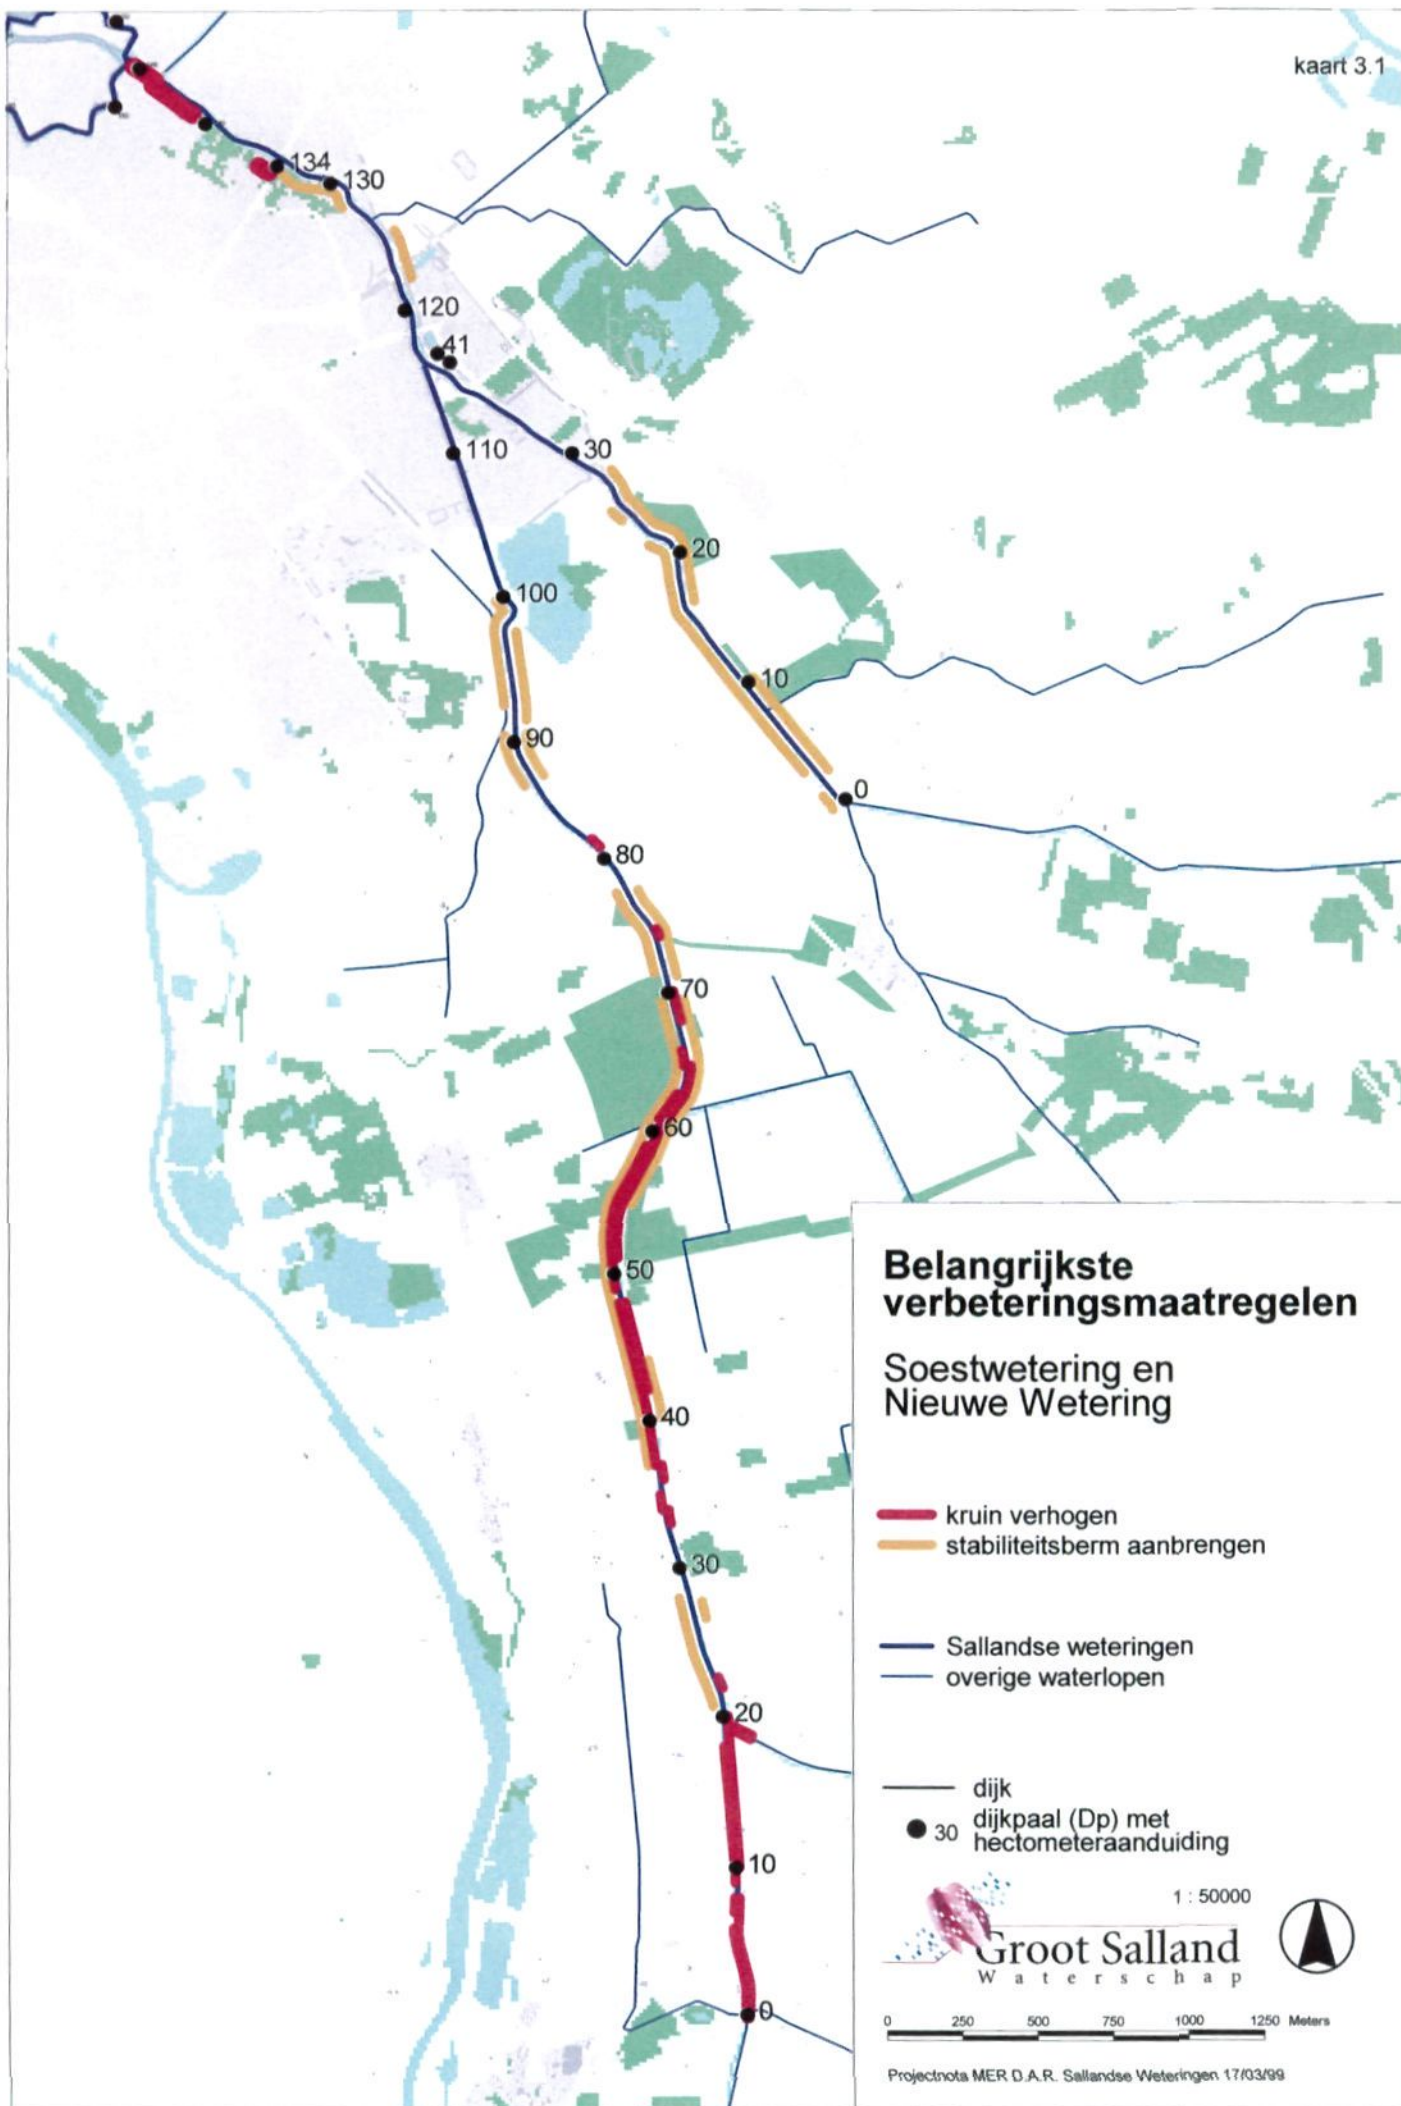 kaart 3.1
134
130
120
41
110
30
20
100
10
90
0
80
70
60
50
40
30
20
10
0
Belangrijkste
verbeteringsmaatregelen
Soestwetering en
Nieuwe Wetering
kruin verhogen
stabiliteitsberm aanbrengen
Sallandse weteringen
overige waterlopen
dijk
30 dijkpaal (Dp) met
hectometeraanduiding
1 : 50000
Groot Salland
Waterschap
0 250 500 750 1000 1250 Meters
Projectnota MER D.A.R. Sallandse Weteringen 17/03/99